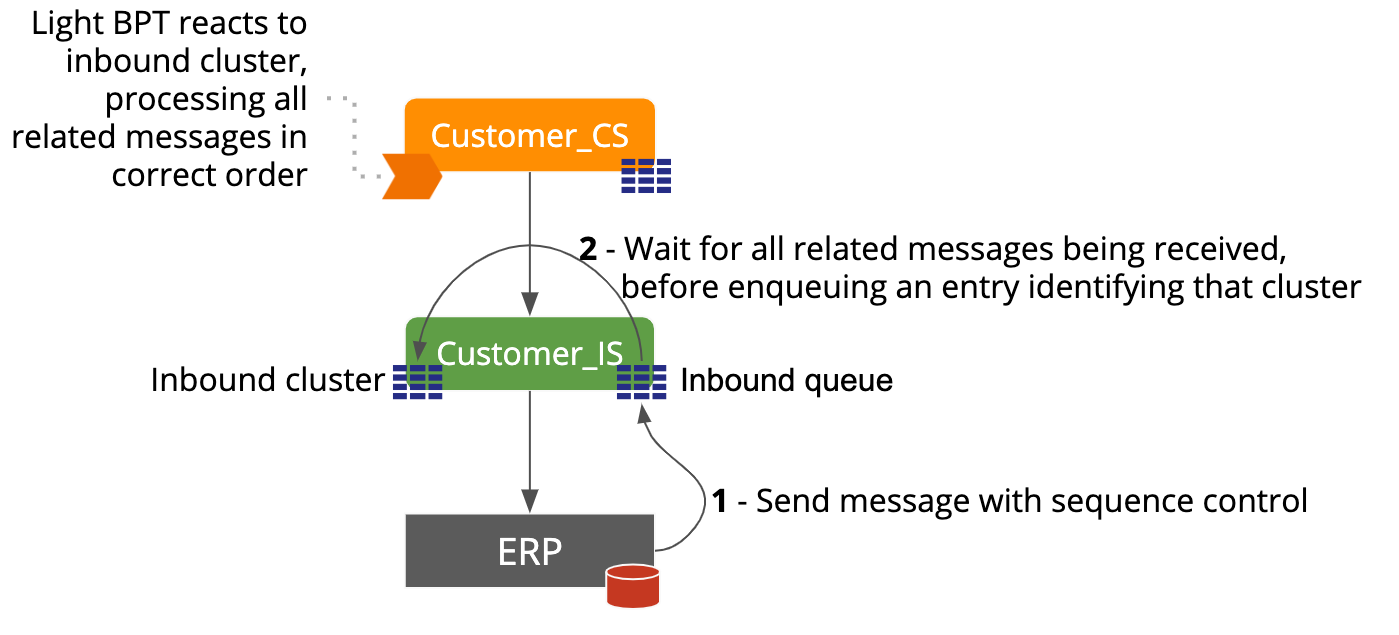 Light BPT reacts to
inbound cluster,
processing all
related messages in
correct order
Customer_CS
2 - Wait for all related messages being received,
before enqueuing an entry identifying that cluster
Customer_IS
Inbound cluster
Inbound queue
1 - Send message with sequence control
ERP